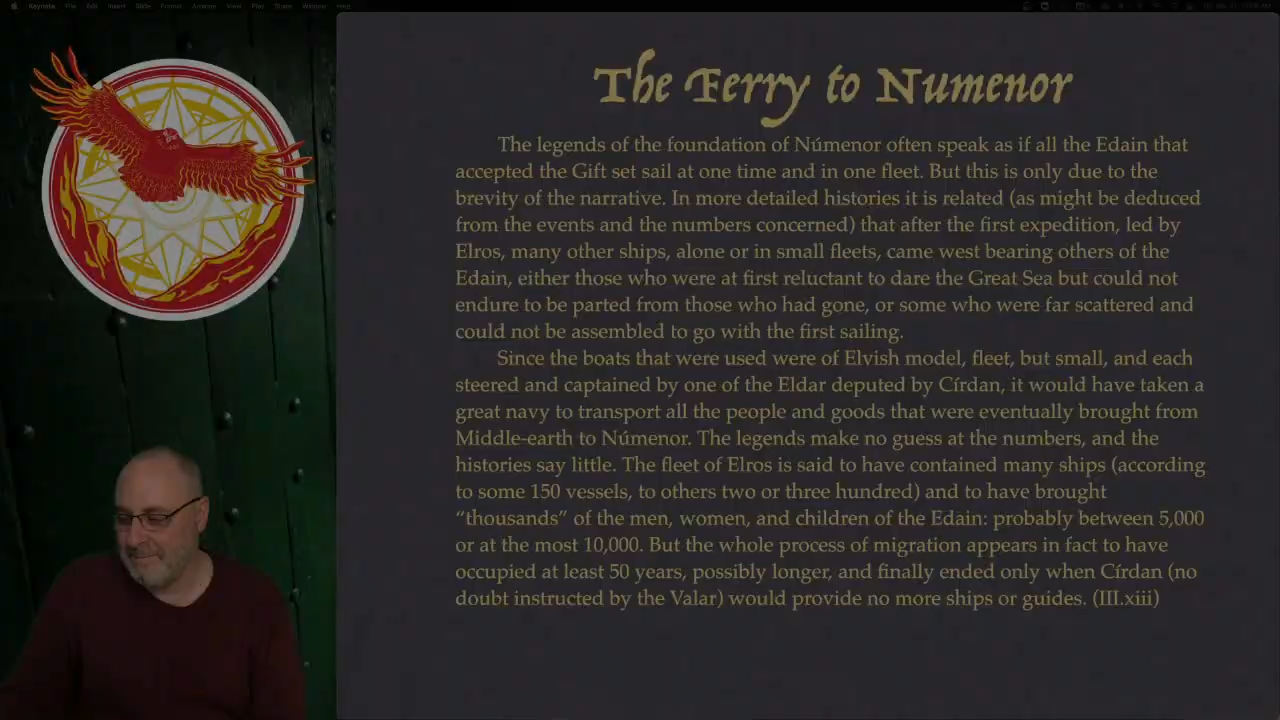 Keynote File Edit Insert Slide Format Arrange View Play Share Window Help
The Ferry to Numenor
The legends of the foundation of Númenor often speak as if all the Edain that
accepted the Gift set sail at one time and in one fleet. But this is only due to the
brevity of the narrative. In more detailed histories it is related (as might be deduced
from the events and the numbers concerned) that after the first expedition, led by
Elros, many other ships, alone or in small fleets, came west bearing others of the
Edain, either those who were at first reluctant to dare the Great Sea but could not
endure to be parted from those who had gone, or some who were far scattered and
could not be assembled to go with the first sailing.
Since the boats that were used were of Elvish model, fleet, but small, and each
steered and captained by one of the Eldar deputed by Círdan, it would have taken a
great navy to transport all the people and goods that were eventually brought from
Middle-earth to Númenor. The legends make no guess at the numbers, and the
histories say little. The fleet of Elros is said to have contained many ships (according
to some 150 vessels, to others two or three hundred) and to have brought
“thousands” of the men, women, and children of the Edain: probably between 5,000
or at the most 10,000. But the whole process of migration appears in fact to have
occupied at least 50 years, possibly longer, and finally ended only when Círdan (no
doubt instructed by the Valar) would provide no more ships or guides. (III.xiii)